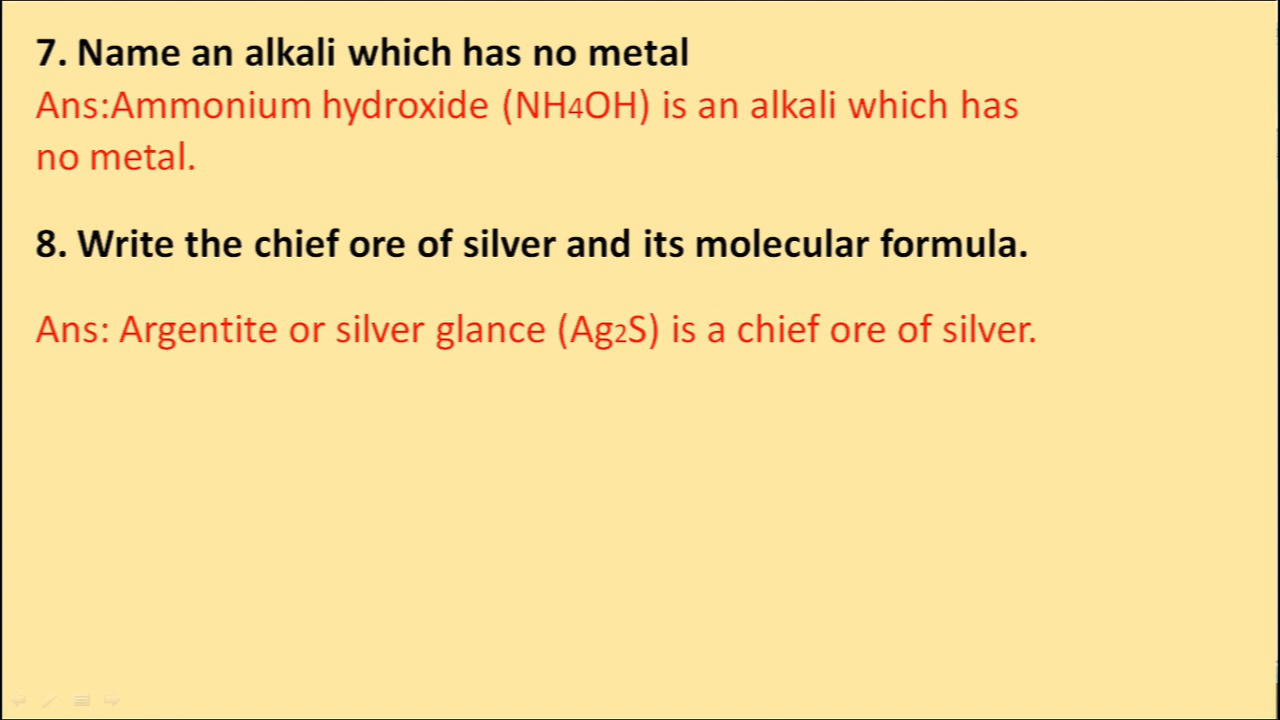 7. Name an alkali which has no metal
Ans:Ammonium hydroxide (NH4OH) is an alkali which has
no metal.
8. Write the chief ore of silver and its molecular formula.
Ans: Argentite or silver glance (Ag2S) is a chief ore of silver.